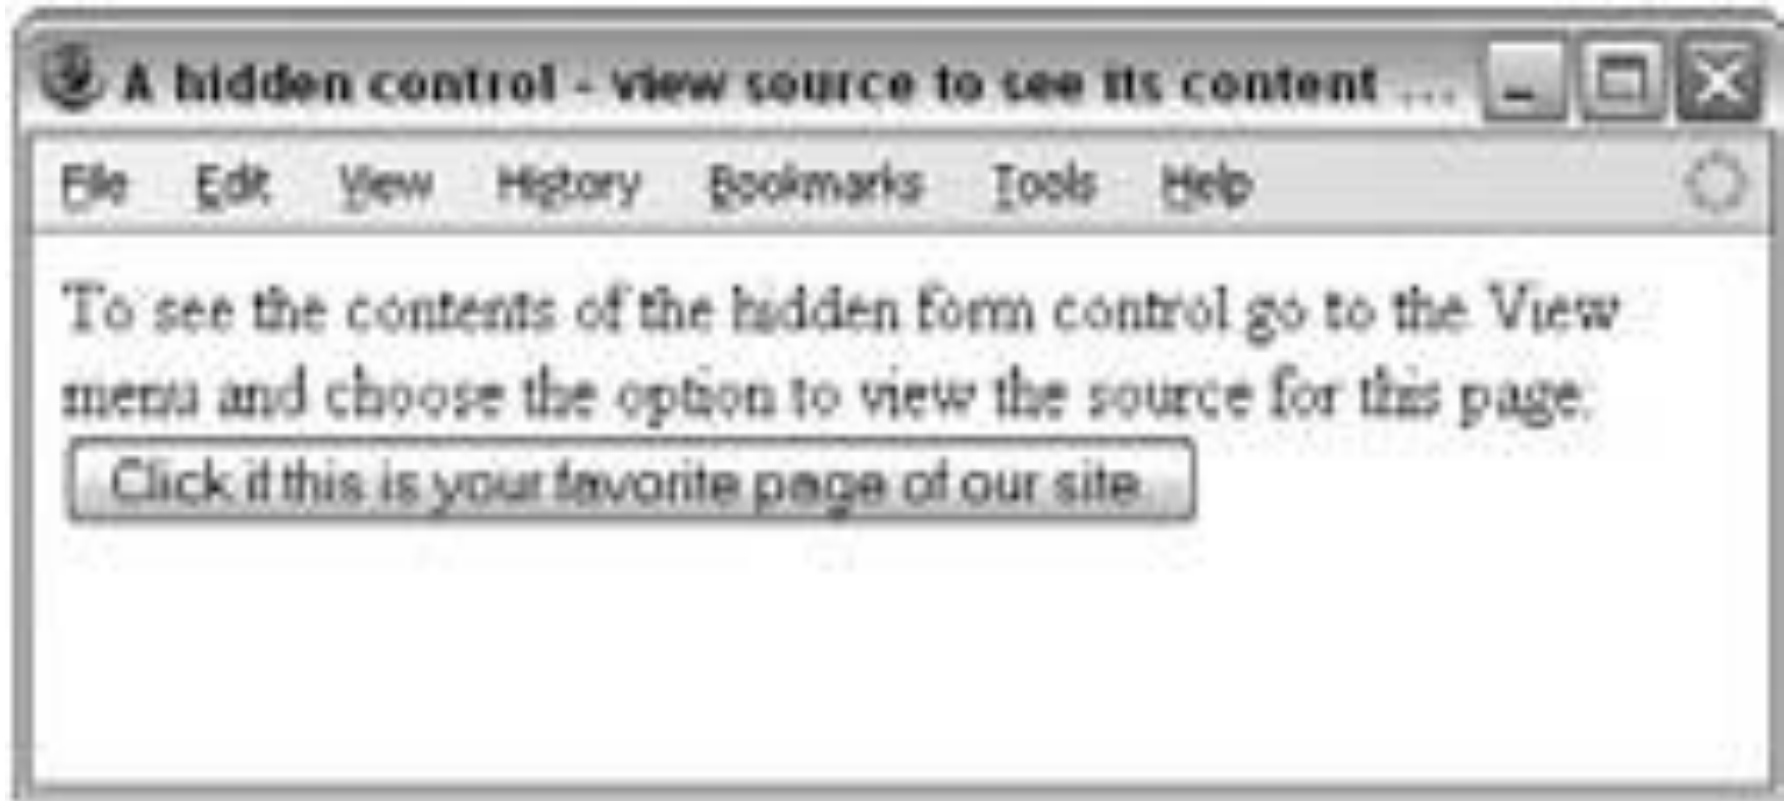 A hidden control - view source to see its content ...
File Edit View History Bookmarks Tools Help
To see the contents of the hidden form control go to the View
menu and choose the option to view the source for this page.
Click if this is your favorite page of our site.